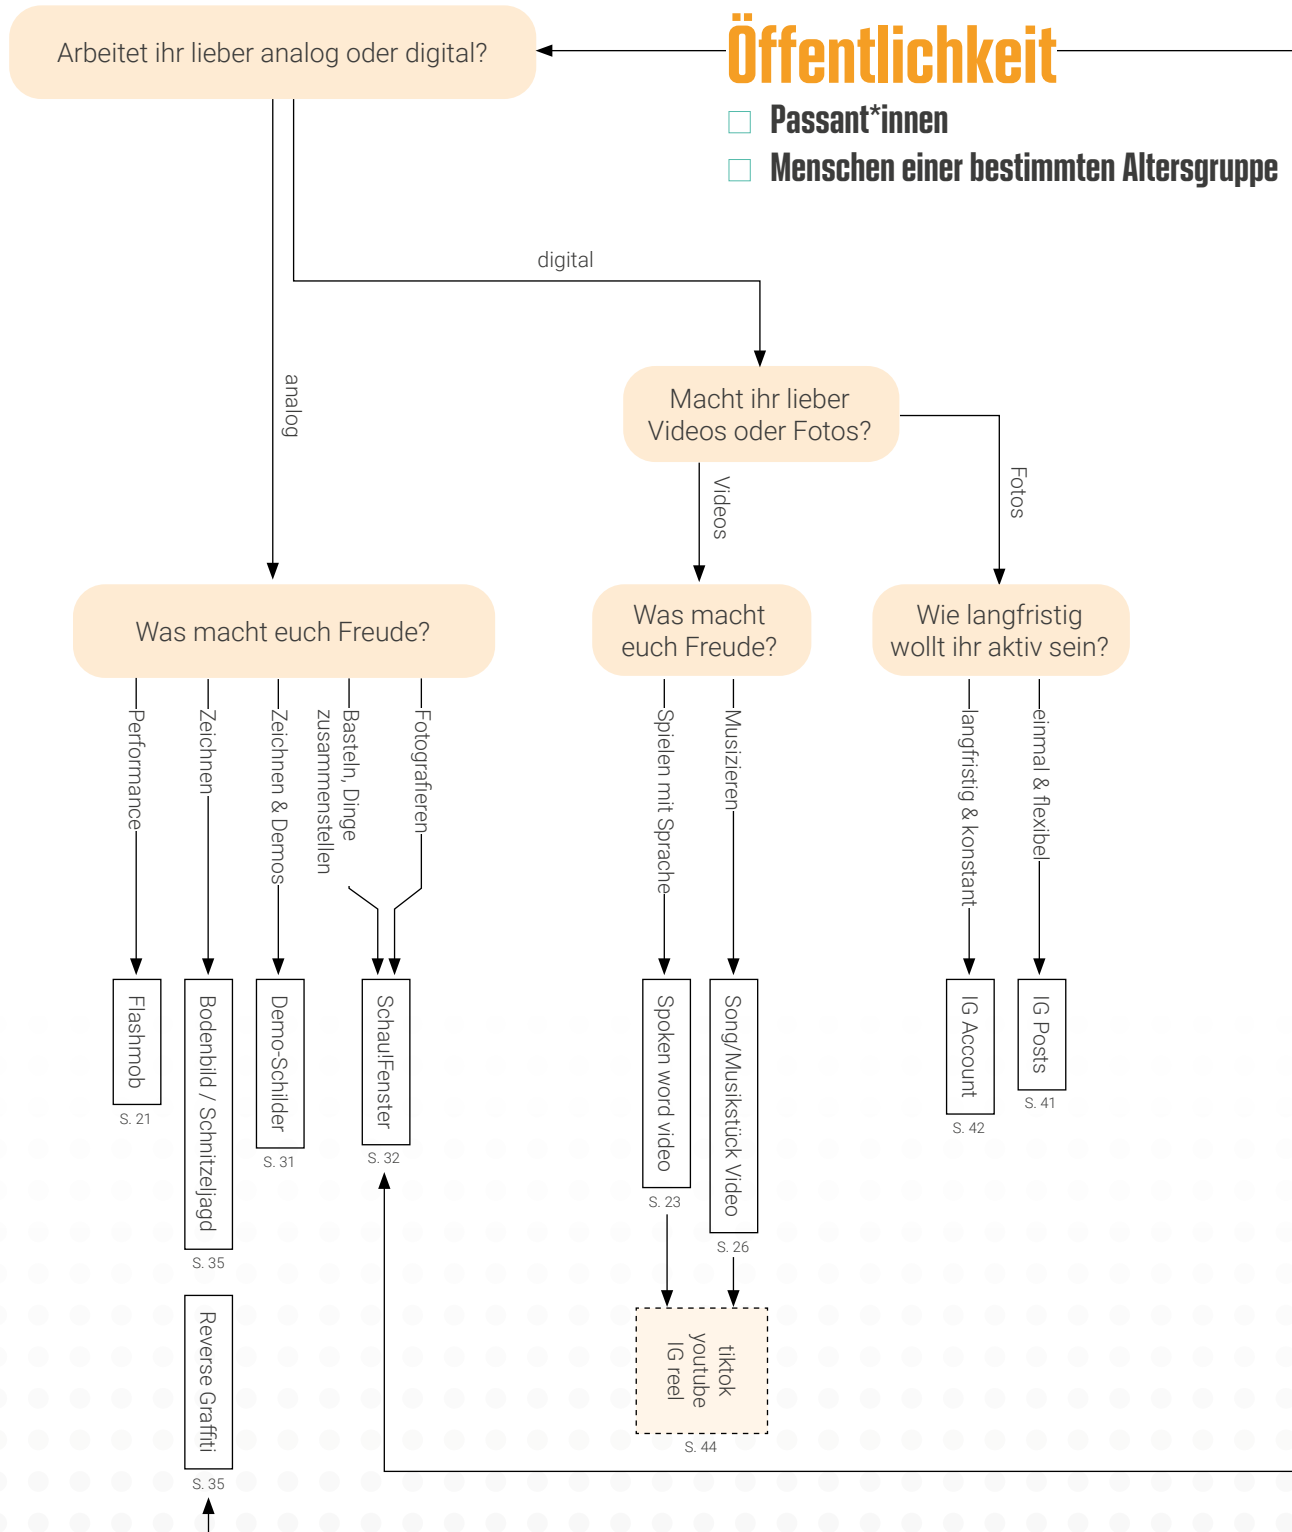 Arbeitet ihr lieber analog oder digital?
Öffentlichkeit
Passant*innen
Menschen einer bestimmten Altersgruppe
digital
analog
Macht ihr lieber
Videos oder Fotos?
Videos
Fotos
Was macht euch Freude?
Was macht
euch Freude?
Wie langfristig
wollt ihr aktiv sein?
Performance
Zeichnen
Zeichnen & Demos
Basteln, Dinge
zusammenstellen
Fotografieren
Spielen mit Sprache
Musizieren
langfristig & konstant
einmal & flexibel
Flashmob
S. 21
Bodenbild / Schnitzeljagd
S. 35
Demo-Schilder
S. 31
Schau!Fenster
S. 32
Spoken word video
S. 23
Song/Musikstück Video
S. 26
IG Account
S. 42
IG Posts
S. 41
Reverse Graffiti
S. 35
tiktok
youtube
IG reel
S. 44